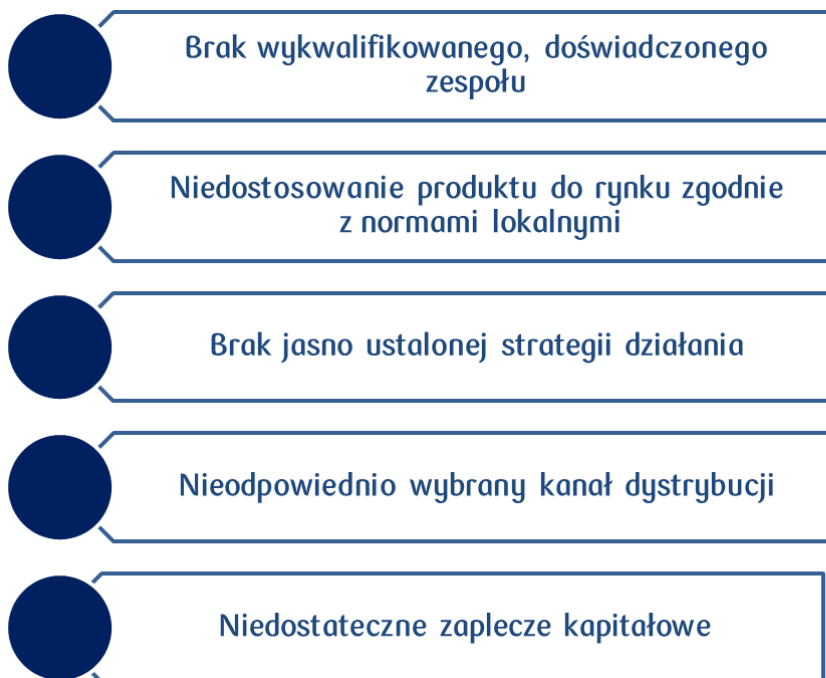 Brak wykwalifikowanego, doświadczonego
zespołu
Niedostosowanie produktu do rynku zgodnie
z normami lokalnymi
Brak jasno ustalonej strategii działania
Nieodpowiednio wybrany kanał dystrybucji
Niedostateczne zaplecze kapitałowe